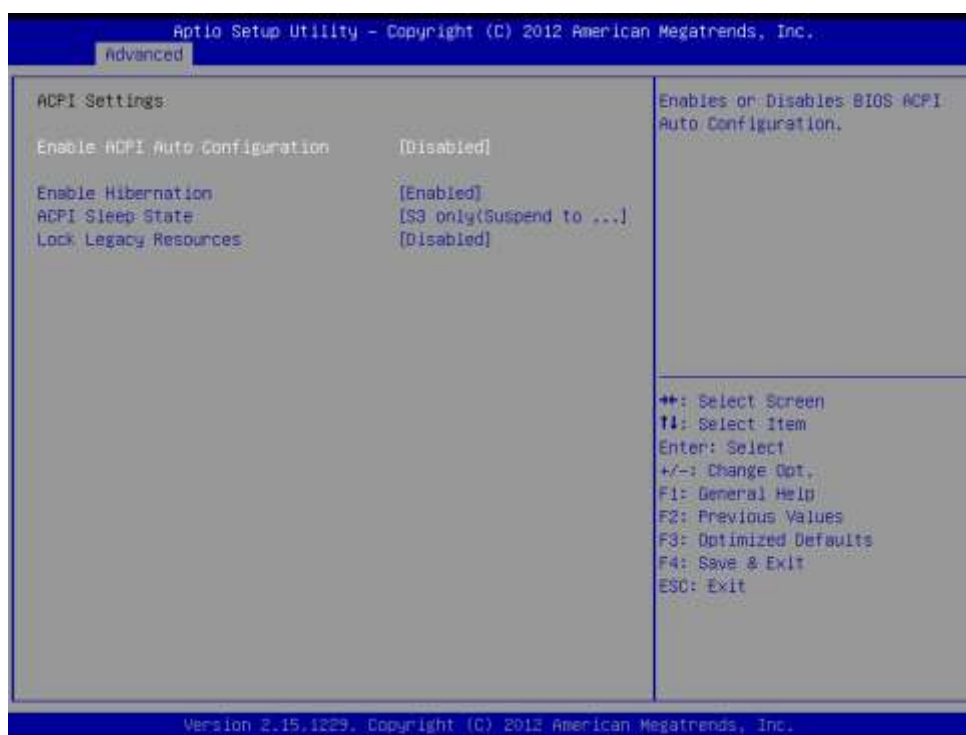 Aptio Setup Utility – Copyright (C) 2012 American Megatrends, Inc.
Advanced
ACPI Settings
Enable ACPI Auto Configuration [Disabled]
Enable Hibernation [Enabled]
ACPI Sleep State [S3 only(Suspend to ...]
Lock Legacy Resources [Disabled]
Enables or Disables BIOS ACPI
Auto Configuration.
→←: Select Screen
↑↓: Select Item
Enter: Select
+/-: Change Opt.
F1: General Help
F2: Previous Values
F3: Optimized Defaults
F4: Save & Exit
ESC: Exit
Version 2.15.1229. Copyright (C) 2012 American Megatrends, Inc.